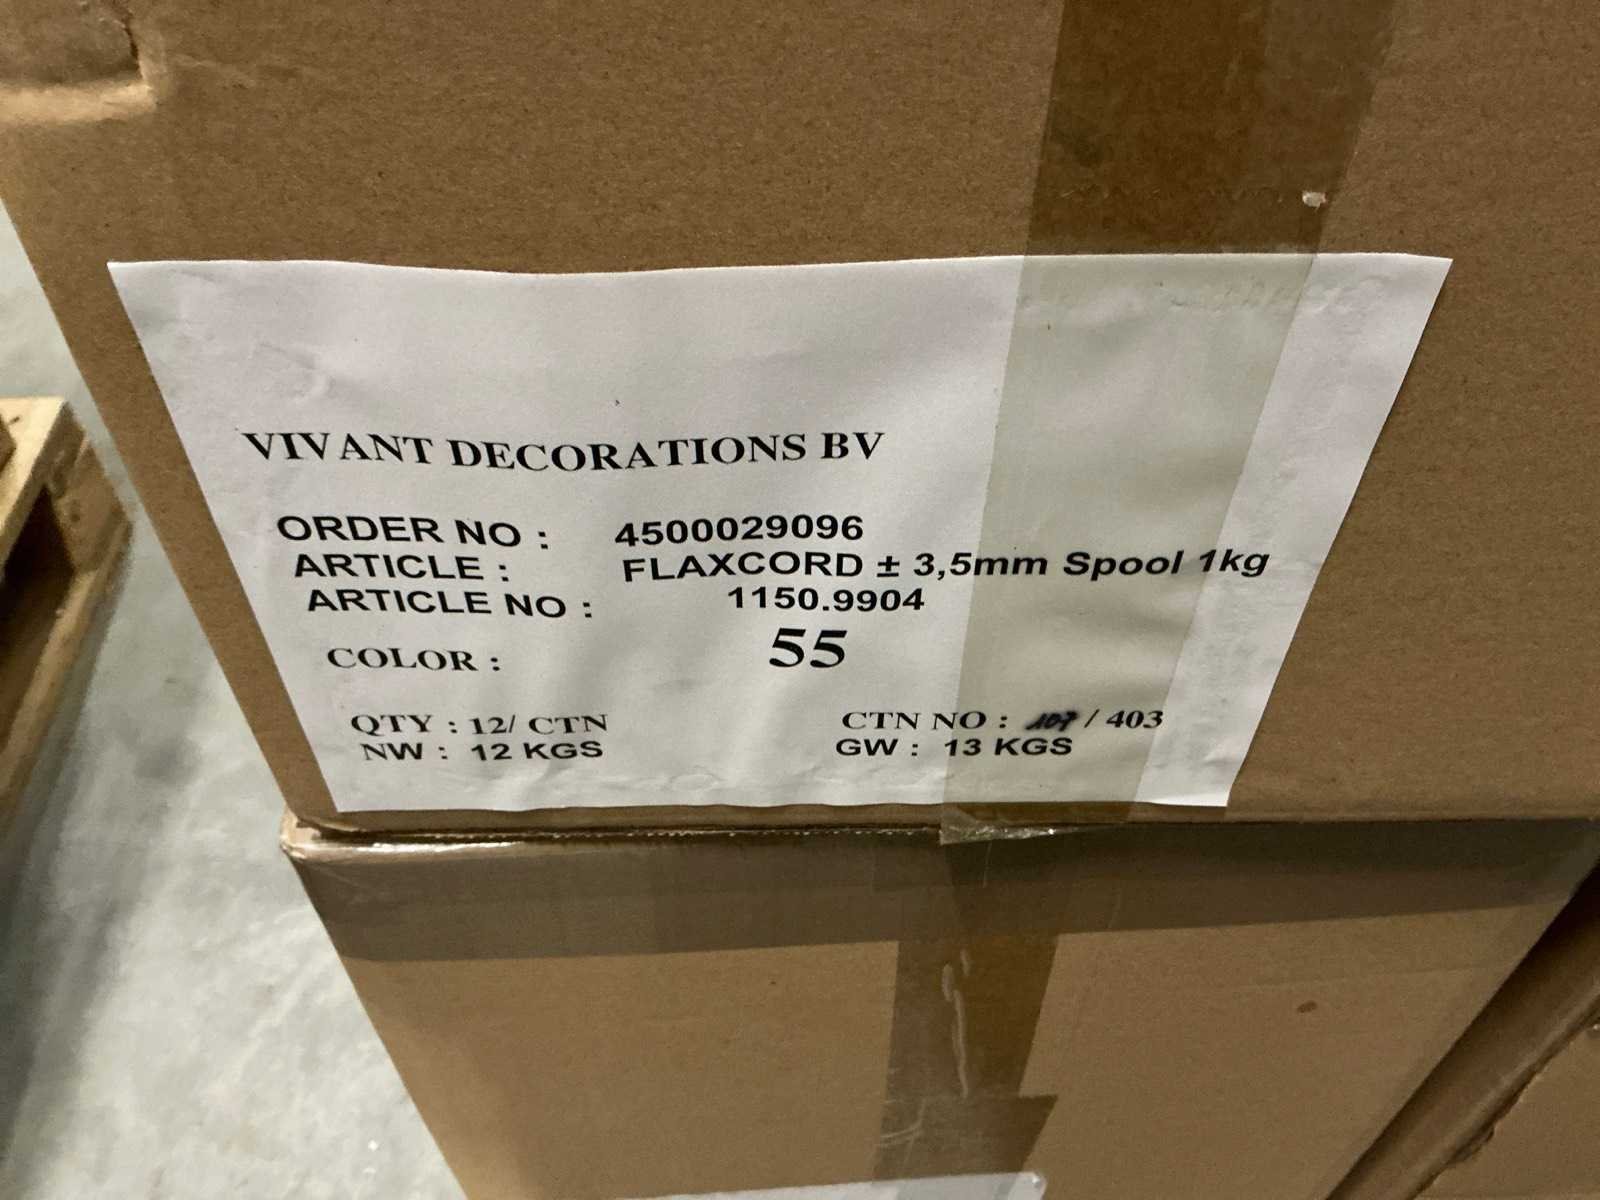 VIVANT DECORATIONS BV
ORDER NO : 4500029096
ARTICLE : FLAXCORD ± 3,5mm Spool 1kg
ARTICLE NO : 1150.9904
COLOR : 55
QTY : 12/ CTN CTN NO : / 403
NW : 12 KGS GW : 13 KGS